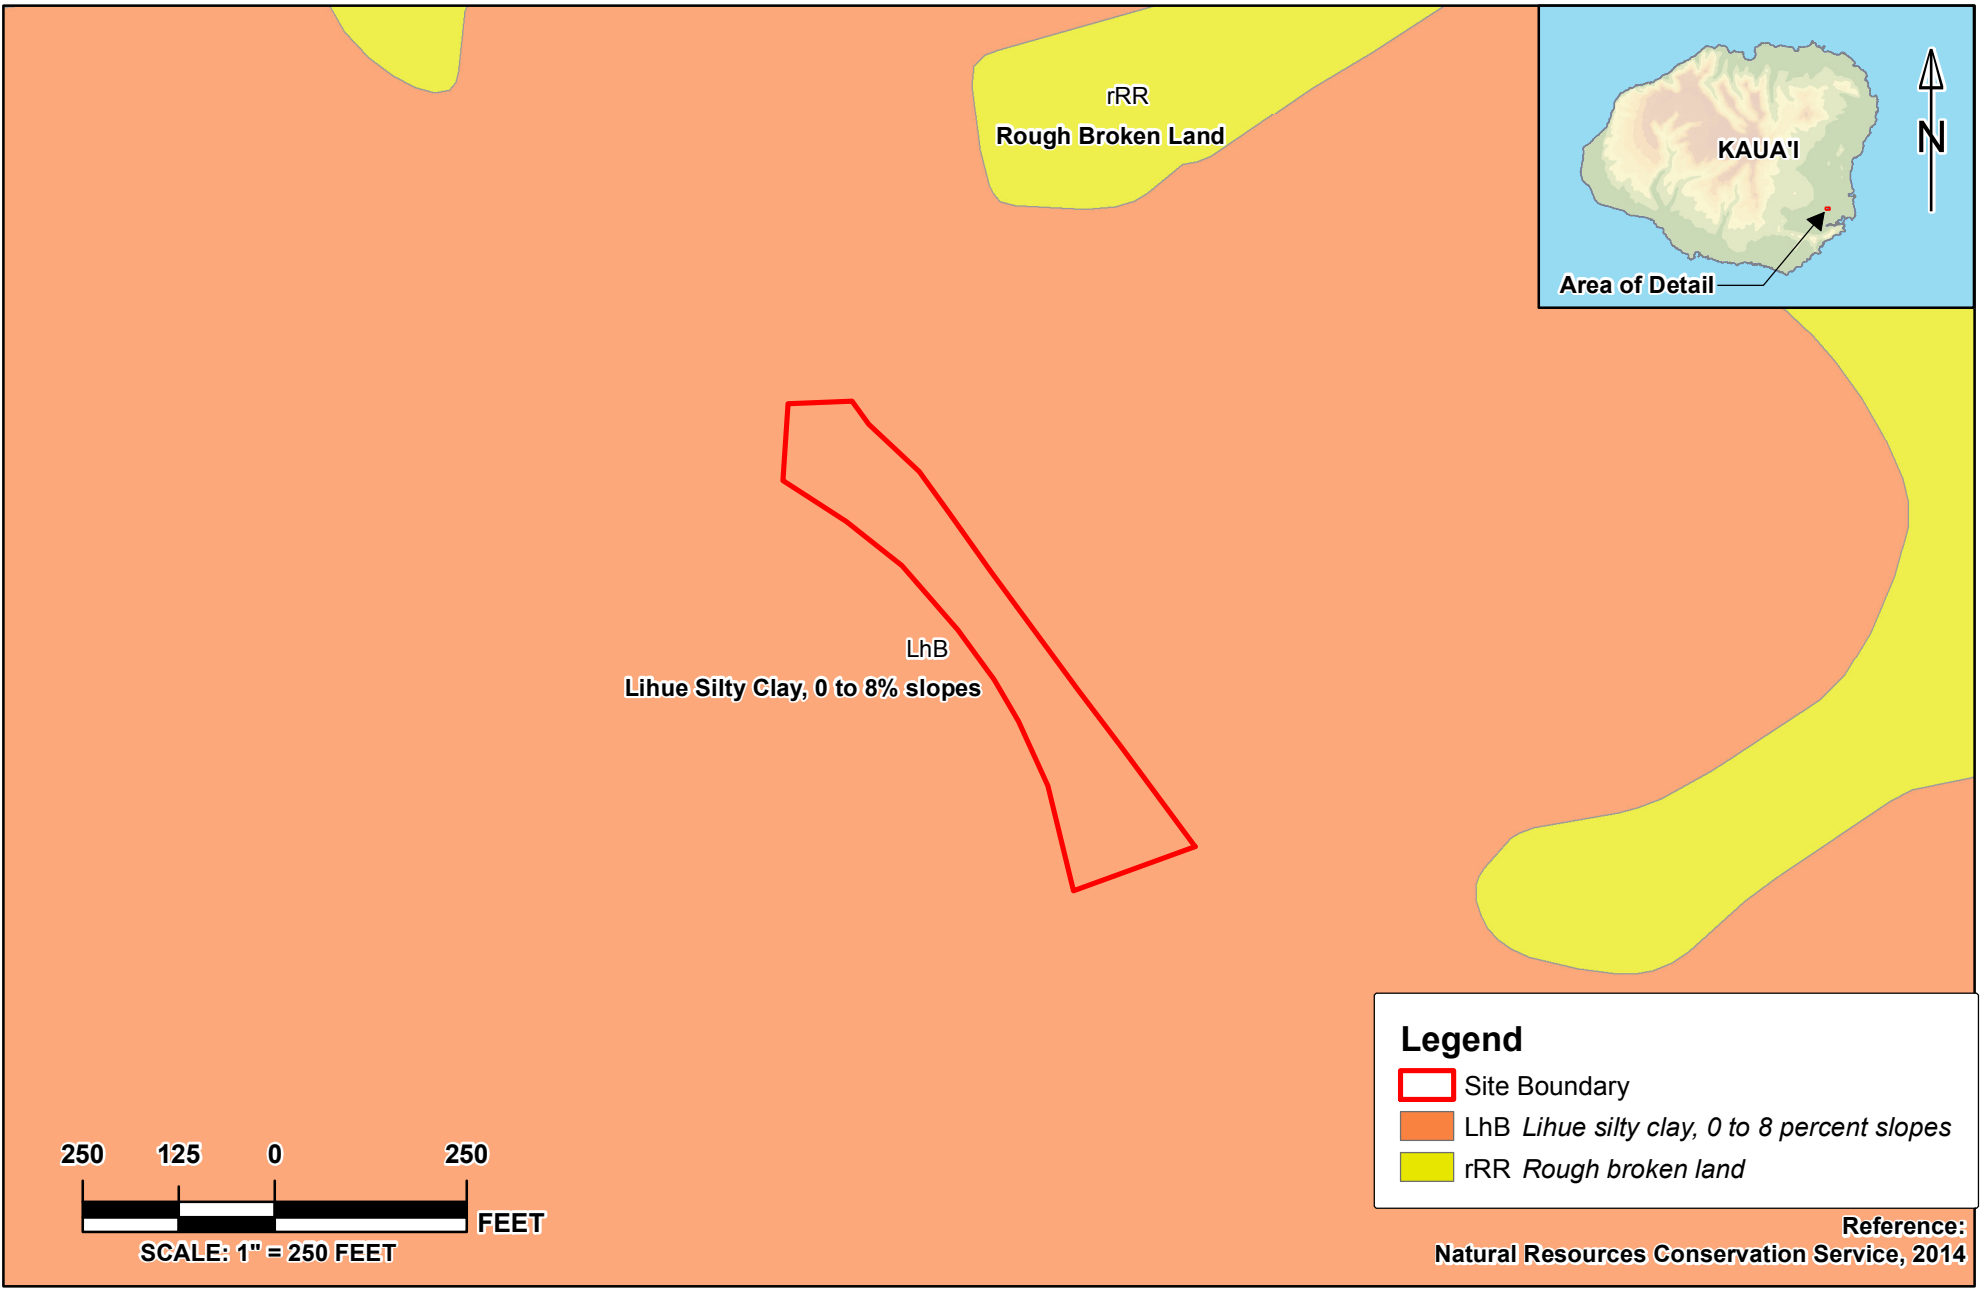 rRR
Rough Broken Land
KAUA'I
N
Area of Detail
LhB
Lihue Silty Clay, 0 to 8% slopes
Legend
Site Boundary
LhB Lihue silty clay, 0 to 8 percent slopes
rRR Rough broken land
250 125 0 250
FEET
SCALE: 1" = 250 FEET
Reference:
Natural Resources Conservation Service, 2014